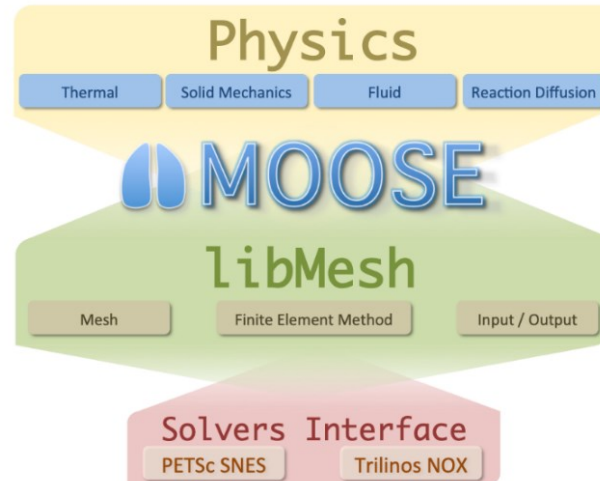 Physics
Thermal Solid Mechanics Fluid Reaction Diffusion
MOOSE
libMesh
Mesh Finite Element Method Input / Output
Solvers Interface
PETSc SNES Trilinos NOX